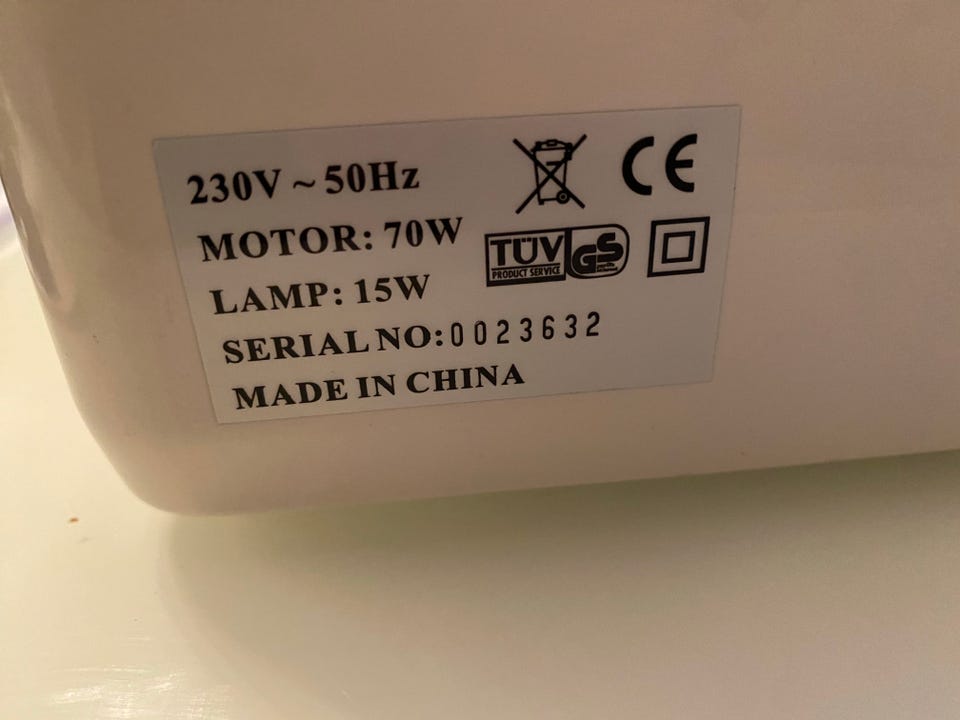 230V ~ 50Hz
MOTOR: 70W
LAMP: 15W
SERIAL NO:0023632
MADE IN CHINA
CE
TÜV
PRODUCT SERVICE
GS